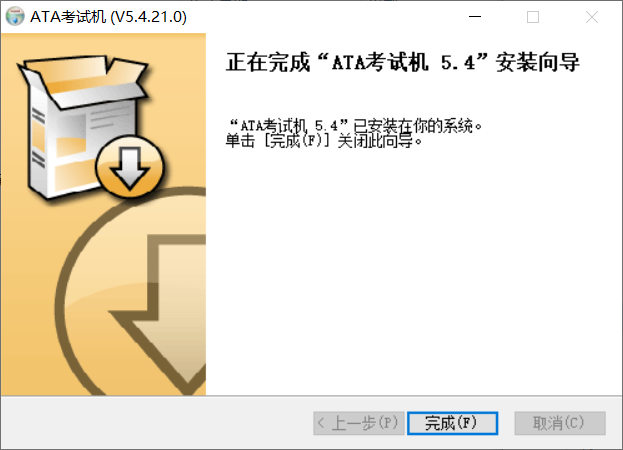 ATA考试机 (V5.4.21.0)
正在完成“ATA考试机 5.4”安装向导
“ATA考试机 5.4”已安装在你的系统。
单击 [完成(F)] 关闭此向导。
< 上一步(P)
完成(F)
取消(C)